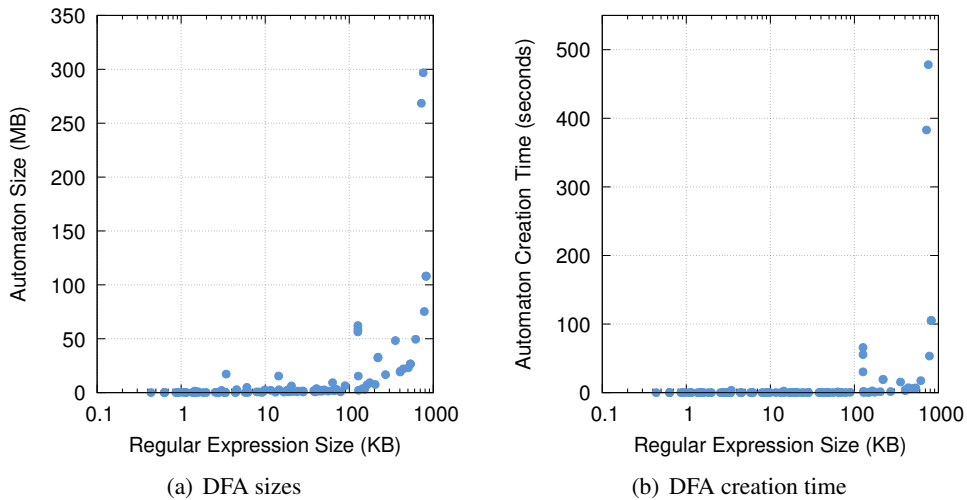 350
300
250
200
150
100
50
0
0.1 1 10 100 1000
Automaton Size (MB)
Regular Expression Size (KB)
(a) DFA sizes
500
400
300
200
100
0
0.1 1 10 100 1000
Automaton Creation Time (seconds)
Regular Expression Size (KB)
(b) DFA creation time